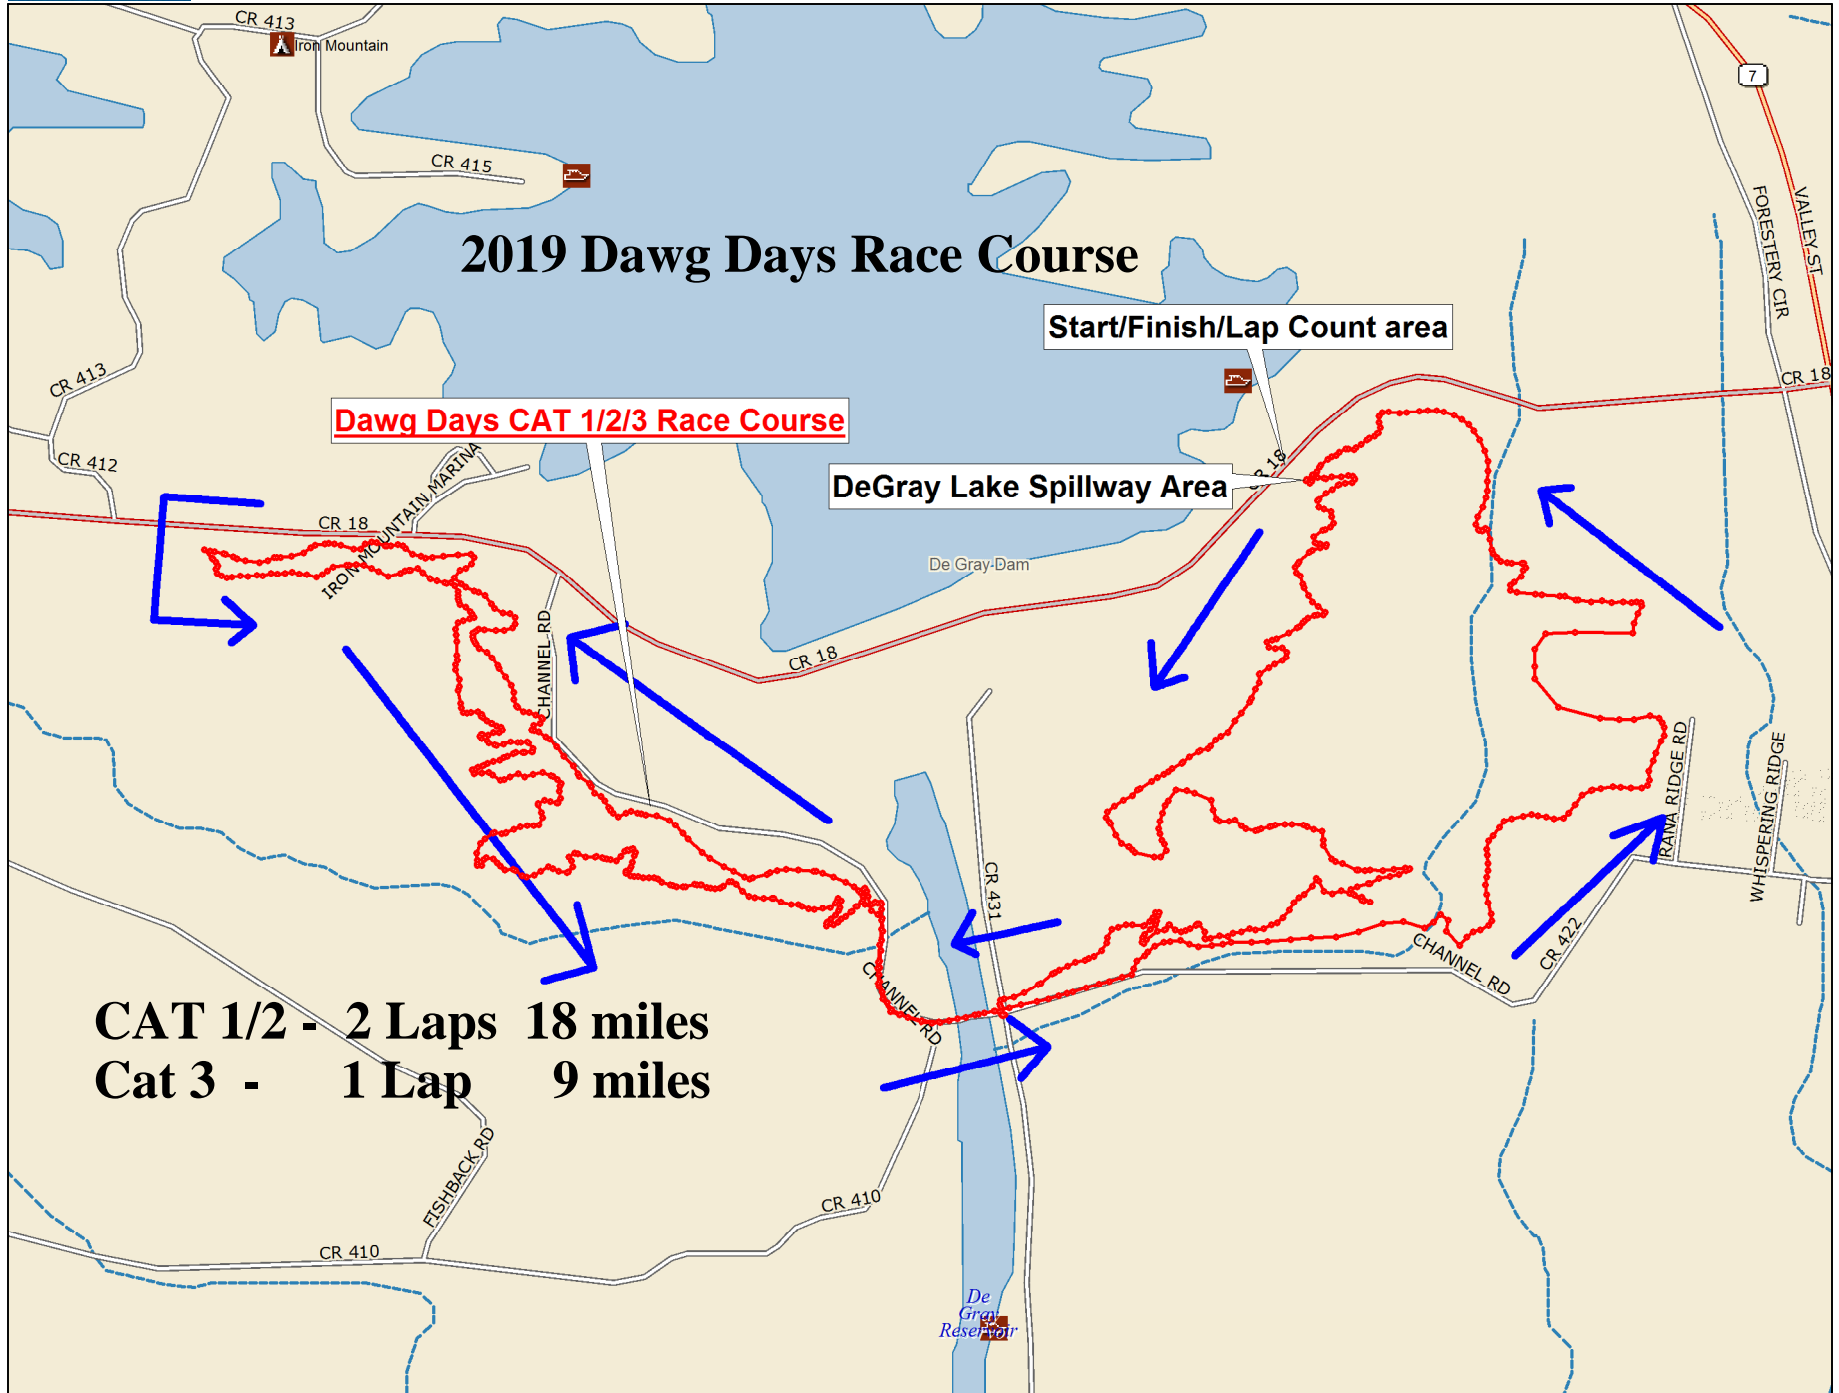 CR 413
Iron Mountain
7
CR 415
FORESTERY CIR
VALLEY ST
2019 Dawg Days Race Course
Start/Finish/Lap Count area
CR 413
CR 18
Dawg Days CAT 1/2/3 Race Course
CR 412
IRON MOUNTAIN MARINA
DeGray Lake Spillway Area
CR 18
CR 18
De Gray Dam
CHANNEL RD
CR 18
RANA RIDGE RD
WHISPERING RIDGE
CR 431
CR 422
CHANNEL RD
CHANNEL RD
CAT 1/2 - 2 Laps 18 miles
Cat 3 - 1 Lap 9 miles
FISHBACK RD
CR 410
CR 410
De
Gray
Reservoir